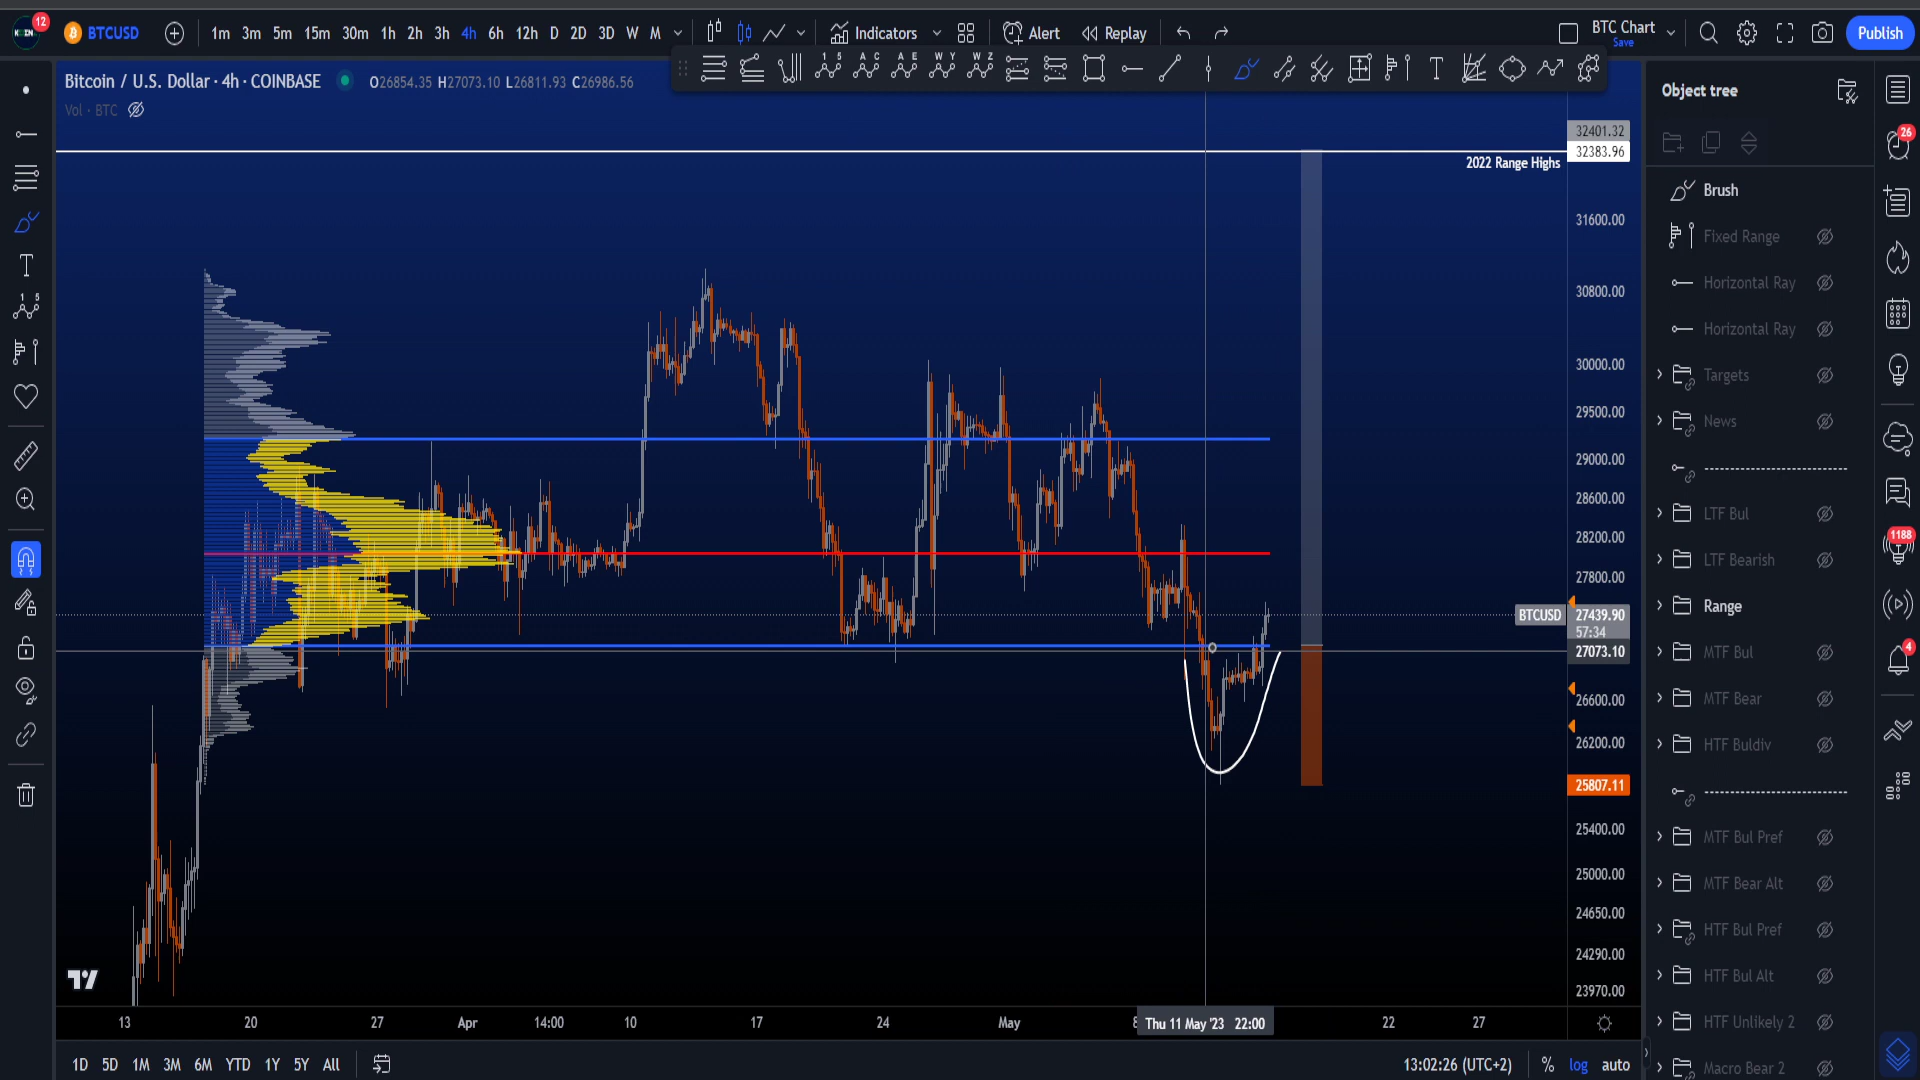 12
BTCUSD
1m 3m 5m 15m 30m 1h 2h 3h 4h 6h 12h D 2D 3D W M
Indicators
Alert
Replay
BTC Chart
Save
Publish
Bitcoin / U.S. Dollar · 4h · COINBASE
O26854.35 H27073.10 L26811.93 C26986.56
Vol · BTC
32401.32
32383.96
2022 Range Highs
31600.00
30800.00
30000.00
29500.00
29000.00
28600.00
28200.00
27800.00
BTCUSD 27439.90
57:34
27073.10
26600.00
26200.00
25807.11
25400.00
25000.00
24650.00
24290.00
23970.00
13 20 27 Apr 14:00 10 17 24 May 8 Thu 11 May '23 22:00 22 27
1D 5D 1M 3M 6M YTD 1Y 5Y All
13:02:26 (UTC+2) % log auto
Object tree
Brush
Fixed Range
Horizontal Ray
Horizontal Ray
Targets
News
LTF Bul
LTF Bearish
Range
MTF Bul
MTF Bear
HTF Buldiv
MTF Bul Pref
MTF Bear Alt
HTF Bul Pref
HTF Bul Alt
HTF Unlikely 2
Macro Bear 2
26
1188
4